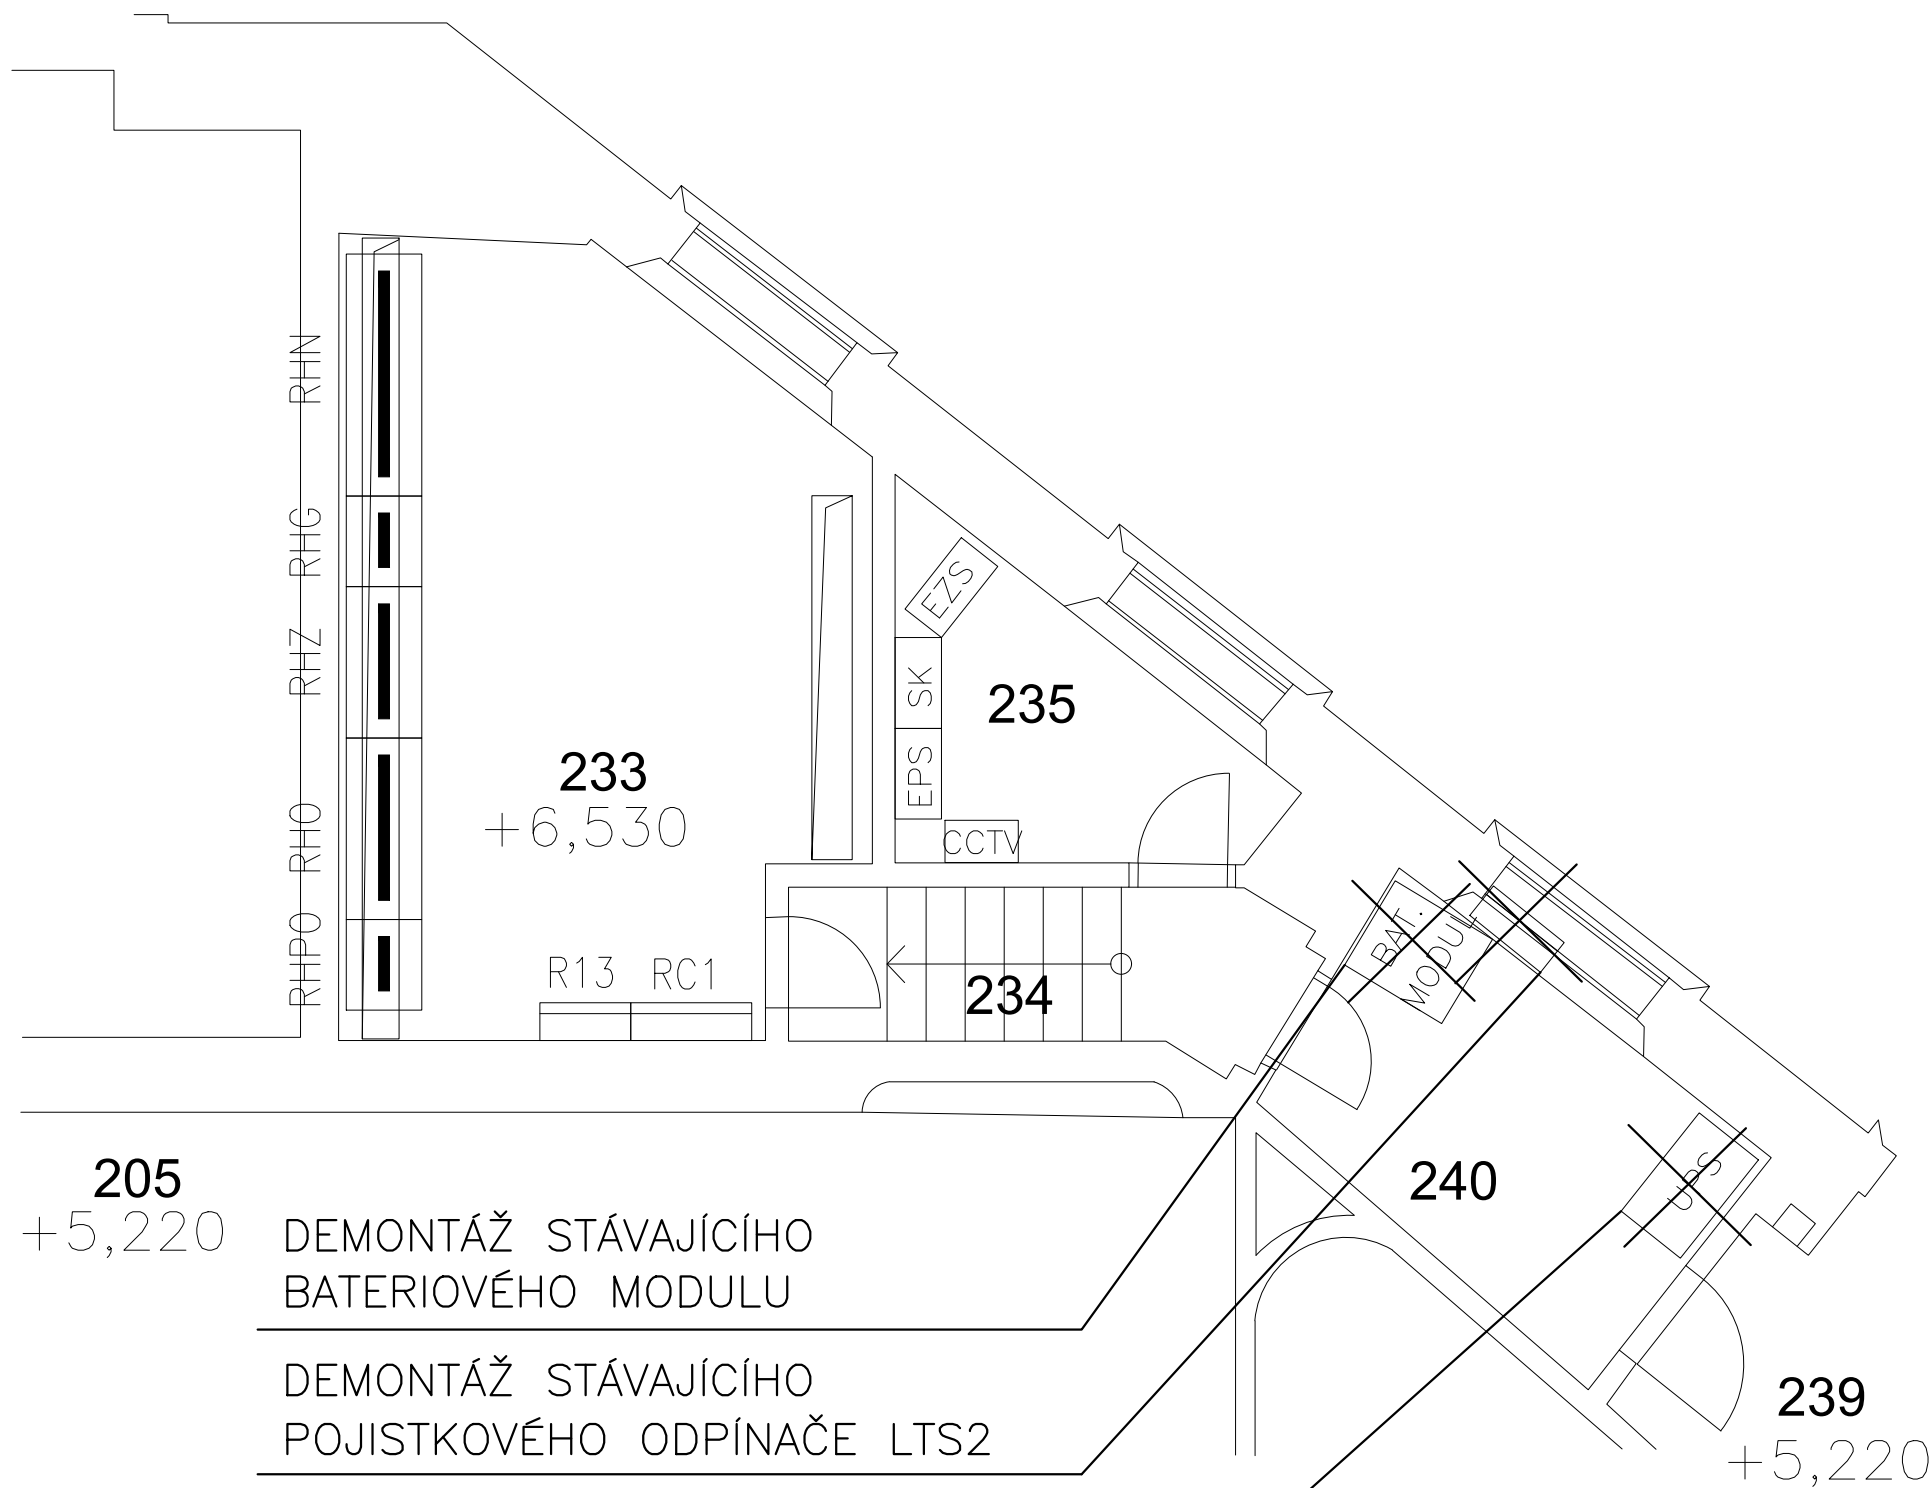 RHN
RHG
RHZ
RHO
RHPO
EZS
SK
EPS
CCTV
235
233
+6,530
R13
RC1
234
BAT.
MODUL
240
UPS
205
+5,220
DEMONTÁŽ STÁVAJÍCÍHO
BATERIOVÉHO MODULU
DEMONTÁŽ STÁVAJÍCÍHO
POJISTKOVÉHO ODPÍNAČE LTS2
239
+5,220